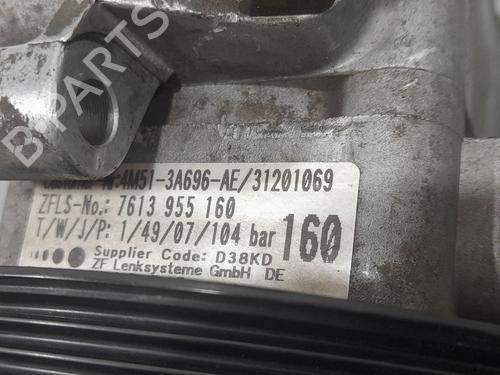 B PARTS
Customer N:4M51-3A696-AE/31201069
ZFLS-No.: 7613 955 160
T/W/J/P: 1/49/07/104 bar 160
Supplier Code: D38KD
ZF Lenksysteme GmbH DE